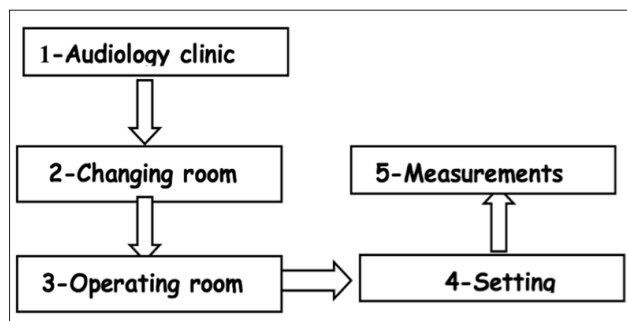 1-Audiology clinic
2-Changing room
3-Operating room
4-Setting
5-Measurements